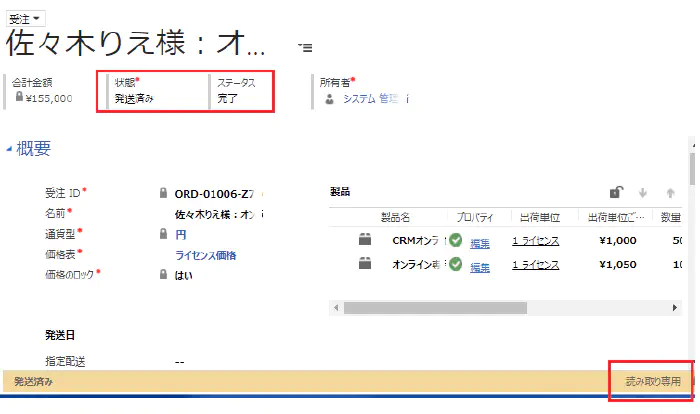 受注
佐々木りえ様：オ...
合計金額 状態* ステータス 所有者*
¥155,000 発送済み 完了 システム 管理
概要
受注 ID* ORD-01006-Z7
名前* 佐々木りえ様：オン
通貨型* 円
価格表* ライセンス価格
価格のロック* はい
製品
製品名 プロパティ 出荷単位 出荷単位ご... 数量
CRMオンラ 編集 1 ライセンス ¥1,000 50
オンライン 編集 1 ライセンス ¥1,050 10
発送日
指定配送 --
発送済み 読み取り専用